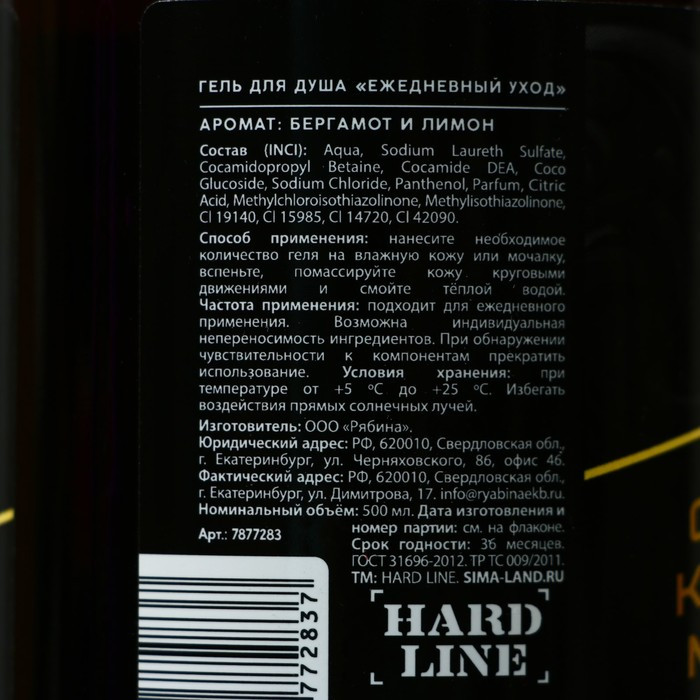 ГЕЛЬ ДЛЯ ДУША «ЕЖЕДНЕВНЫЙ УХОД»
АРОМАТ: БЕРГАМОТ И ЛИМОН
Состав (INCI): Aqua, Sodium Laureth Sulfate,
Cocamidopropyl Betaine, Cocamide DEA, Coco
Glucoside, Sodium Chloride, Panthenol, Parfum, Citric
Acid, Methylchloroisothiazolinone, Methylisothiazolinone,
Cl 19140, Cl 15985, Cl 14720, Cl 42090.
Способ применения: нанесите необходимое
количество геля на влажную кожу или мочалку,
вспеньте, помассируйте кожу круговыми
движениями и смойте тёплой водой.
Частота применения: подходит для ежедневного
применения. Возможна индивидуальная
непереносимость ингредиентов. При обнаружении
чувствительности к компонентам прекратить
использование. Условия хранения: при
температуре от +5 °C до +25 °C. Избегать
воздействия прямых солнечных лучей.
Изготовитель: ООО «Рябина».
Юридический адрес: РФ, 620010, Свердловская обл.,
г. Екатеринбург, ул. Черняховского, 86, офис 46.
Фактический адрес: РФ, 620010, Свердловская обл.,
г. Екатеринбург, ул. Димитрова, 17. info@ryabinaekb.ru.
Номинальный объём: 500 мл. Дата изготовления и
номер партии: см. на флаконе.
Арт.: 7877283
Срок годности: 36 месяцев.
ГОСТ 31696-2012. ТР ТС 009/2011.
ТМ: HARD LINE. SIMA-LAND.RU
HARD
LINE
772837